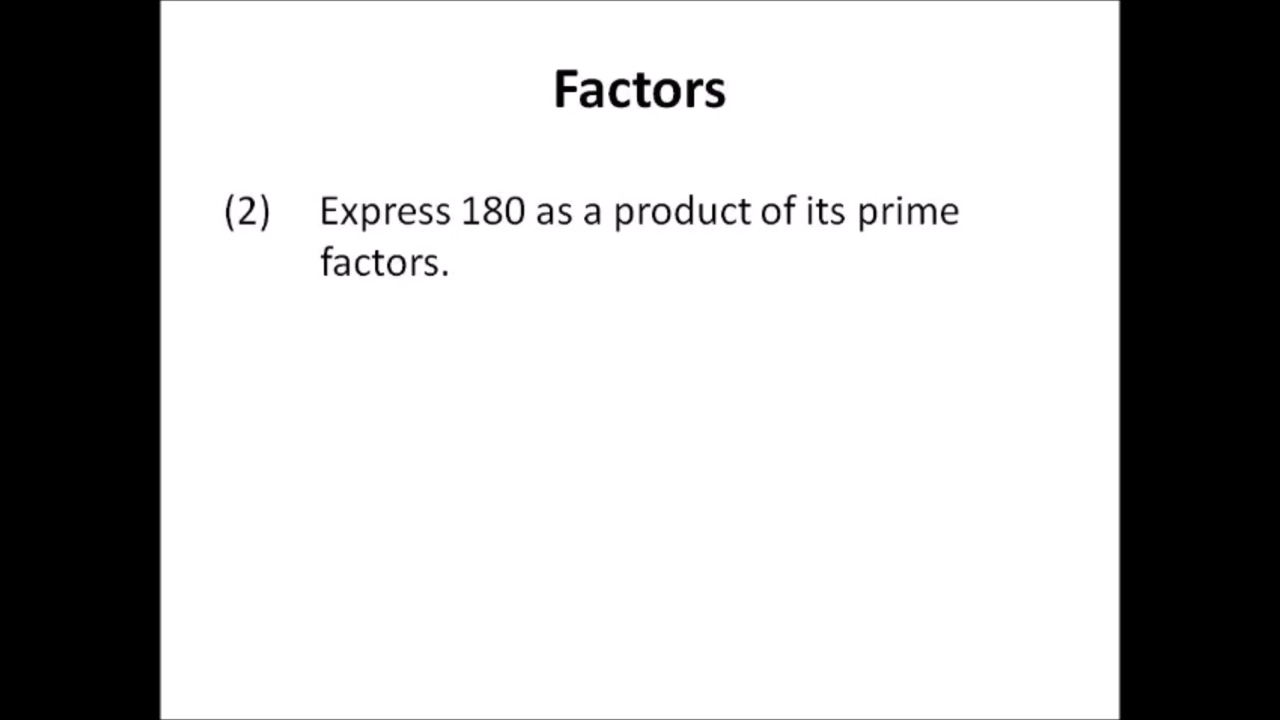 Factors
(2) Express 180 as a product of its prime
factors.